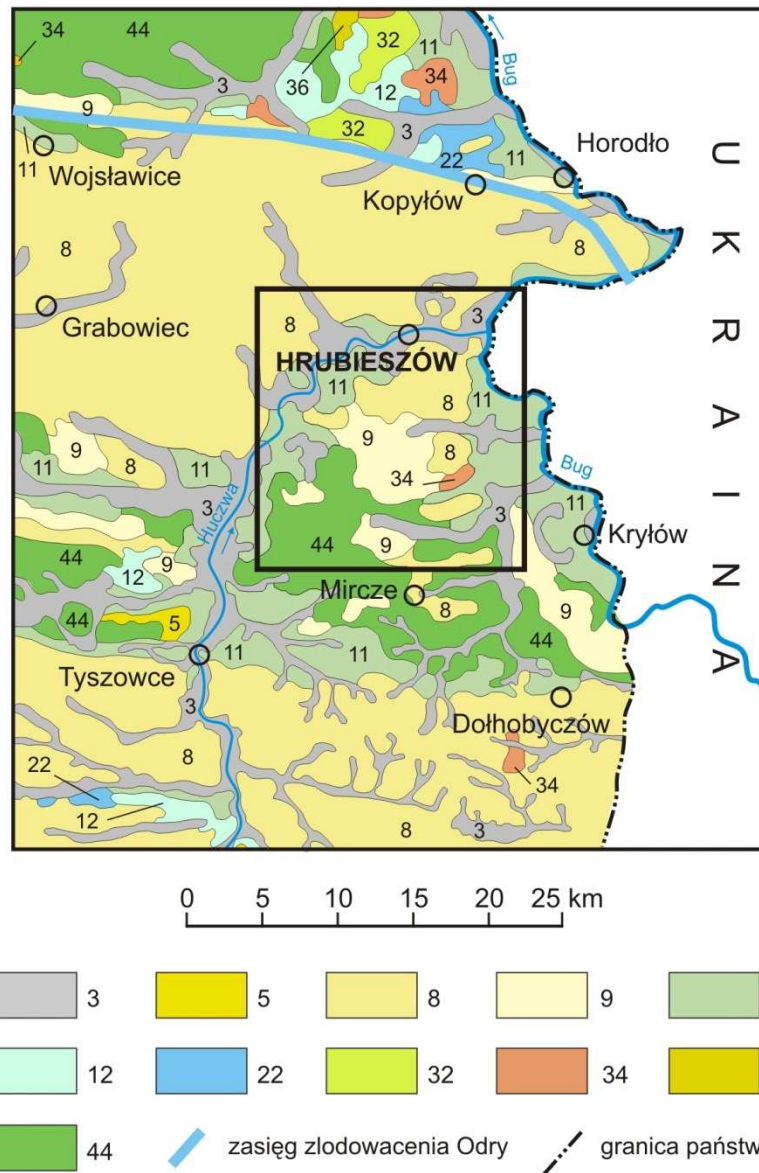 34
44
36
32
11
34
12
Bug
3
9
32
3
22
11
Horodło
11
Wojsławice
Kopyłów
8
8
Grabowiec
8
3
HRUBIESZÓW
11
8
11
9
8
34
UKRAINA
11
9
8
11
3
Huczwa
Bug
44
12
9
44
9
3
11
Kryłów
Mircze
8
9
44
44
5
Tyszowce
11
11
3
Dołhobyczów
8
34
22
12
8
3
0 5 10 15 20 25 km
3 5 8 9
12 22 32 34
44 zasięg zlodowacenia Odry granica państw